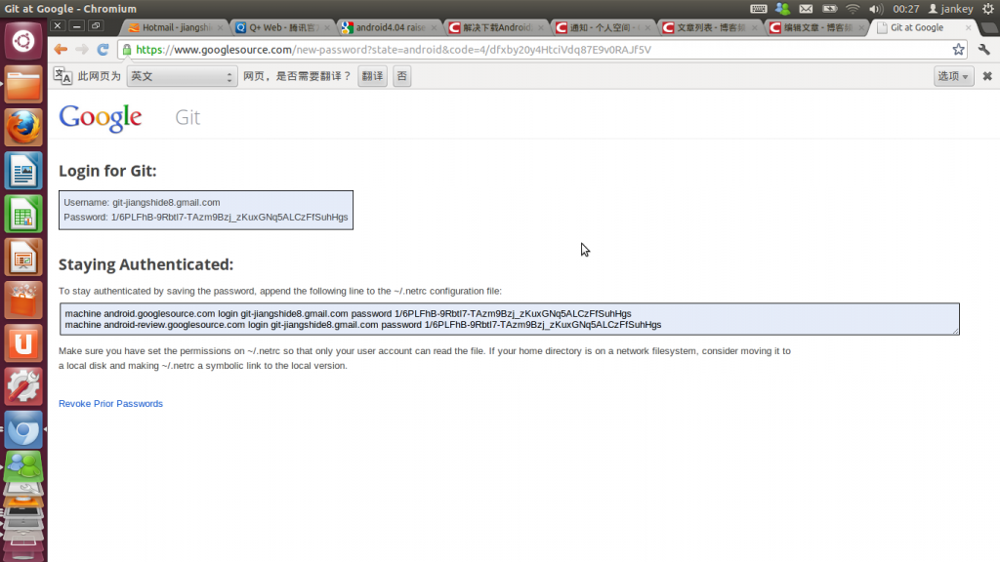 Git at Google - Chromium
00:27
jankey
Hotmail - jiangshi
Q+ Web - 腾讯官
android4.04 raise
解决下载Android
通知 - 个人空间 -
文章列表 - 博客
编辑文章 - 博客
Git at Google
https://www.googlesource.com/new-password?state=android&code=4/dfxby20y4HtciVdq87E9v0RAJf5V
此网页为 英文 网页，是否需要翻译？ 翻译 否 选项
Google Git
Login for Git:
Username: git-jiangshide8.gmail.com
Password: 1/6PLFhB-9Rbtl7-TAzm9Bzj_zKuxGNq5ALCzFfSuhHgs
Staying Authenticated:
To stay authenticated by saving the password, append the following line to the ~/.netrc configuration file:
machine android.googlesource.com login git-jiangshide8.gmail.com password 1/6PLFhB-9Rbtl7-TAzm9Bzj_zKuxGNq5ALCzFfSuhHgs
machine android-review.googlesource.com login git-jiangshide8.gmail.com password 1/6PLFhB-9Rbtl7-TAzm9Bzj_zKuxGNq5ALCzFfSuhHgs
Make sure you have set the permissions on ~/.netrc so that only your user account can read the file. If your home directory is on a network filesystem, consider moving it to
a local disk and making ~/.netrc a symbolic link to the local version.
Revoke Prior Passwords